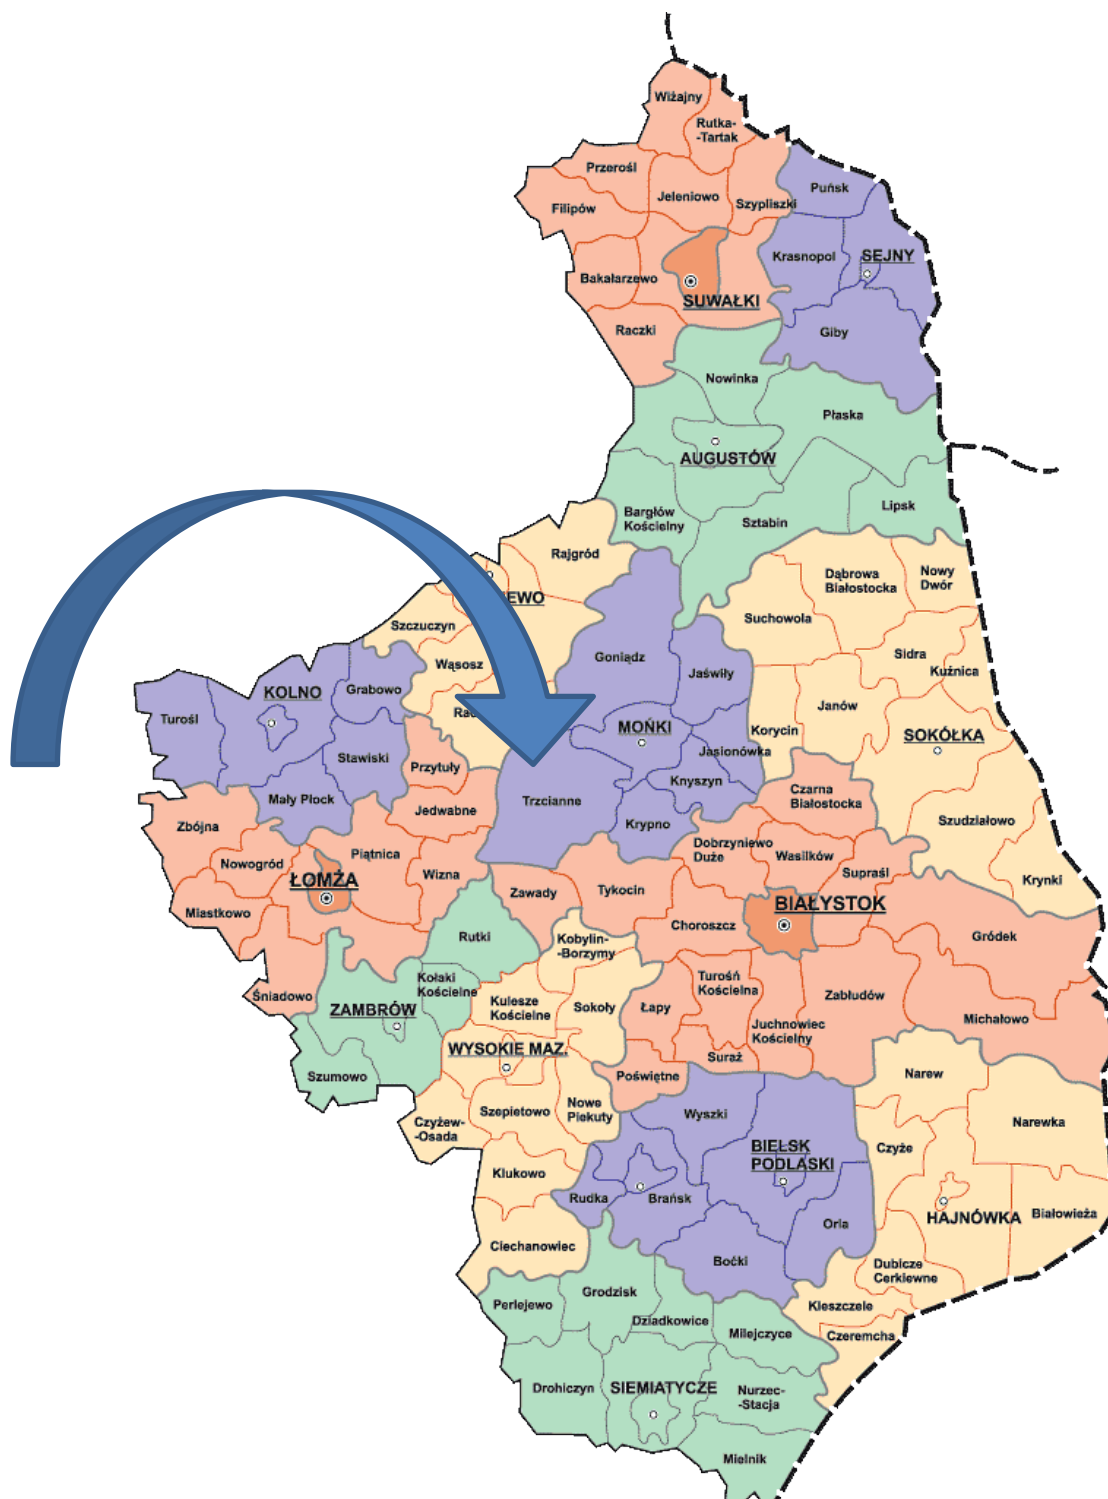 Wiżajny
Rutka-
-Tartak
Przerośl
Puńsk
Jeleniowo
Szypliszki
Filipów
Krasnopol
SEJNY
Bakałarzewo
SUWAŁKI
Raczki
Giby
Nowinka
Płaska
AUGUSTÓW
Bargłów
Kościelny
Sztabin
Lipsk
Rajgród
Dąbrowa
Białostocka
Nowy
Dwór
EWO
Suchowola
Szczuczyn
Wąsosz
Goniądz
Sidra
Kuźnica
Jaświły
KOLNO
Grabowo
Rad
Janów
Turośl
MOŃKI
Korycin
SOKÓŁKA
Stawiski
Jasionówka
Przytuły
Knyszyn
Mały Płock
Trzcianne
Czarna
Białostocka
Jedwabne
Krypno
Zbójna
Szudziałowo
Dobrzyniewo
Duże
Wasilków
Piątnica
Nowogród
Supraśl
Wizna
ŁOMŻA
Zawady
Tykocin
Krynki
Miastkowo
BIAŁYSTOK
Choroszcz
Rutki
Kobylin-
-Borzymy
Gródek
Kołaki
Kościelne
Turośń
Kościelna
Śniadowo
Kulesze
Kościelne
Sokoły
Łapy
Zabłudów
ZAMBRÓW
Juchnowiec
Kościelny
Michałowo
WYSOKIE MAZ.
Suraż
Szumowo
Poświętne
Narew
Nowe
Piekuty
Szepietowo
Wyszki
Czyżew-
-Osada
Narewka
Czyże
BIELSK
PODLASKI
Klukowo
Rudka
Brańsk
Orla
HAJNÓWKA
Białowieża
Ciechanowiec
Boćki
Dubicze
Cerkiewne
Grodzisk
Perlejewo
Kleszczele
Dziadkowice
Milejczyce
Czeremcha
Drohiczyn
SIEMIATYCZE
Nurzec-
-Stacja
Mielnik